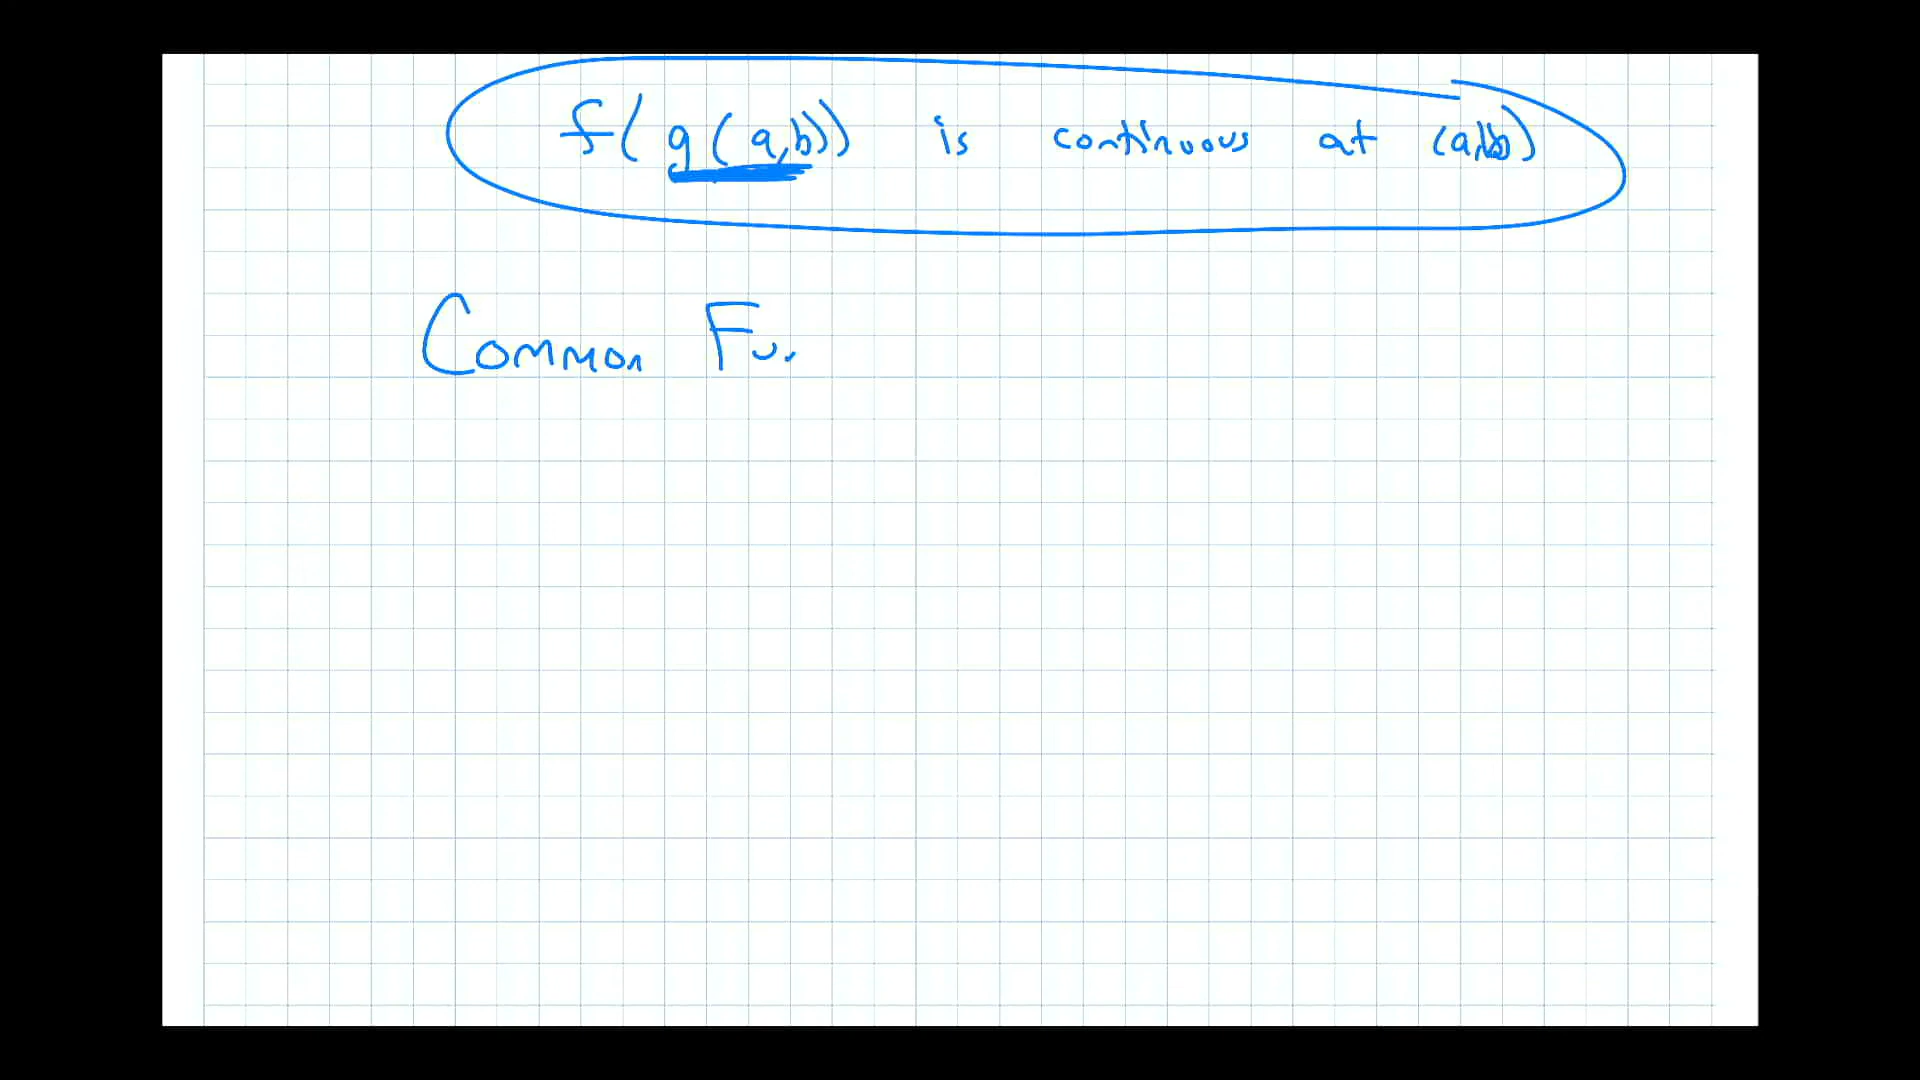 f(g(a,b)) is continuous at (a,b)
Common Fu